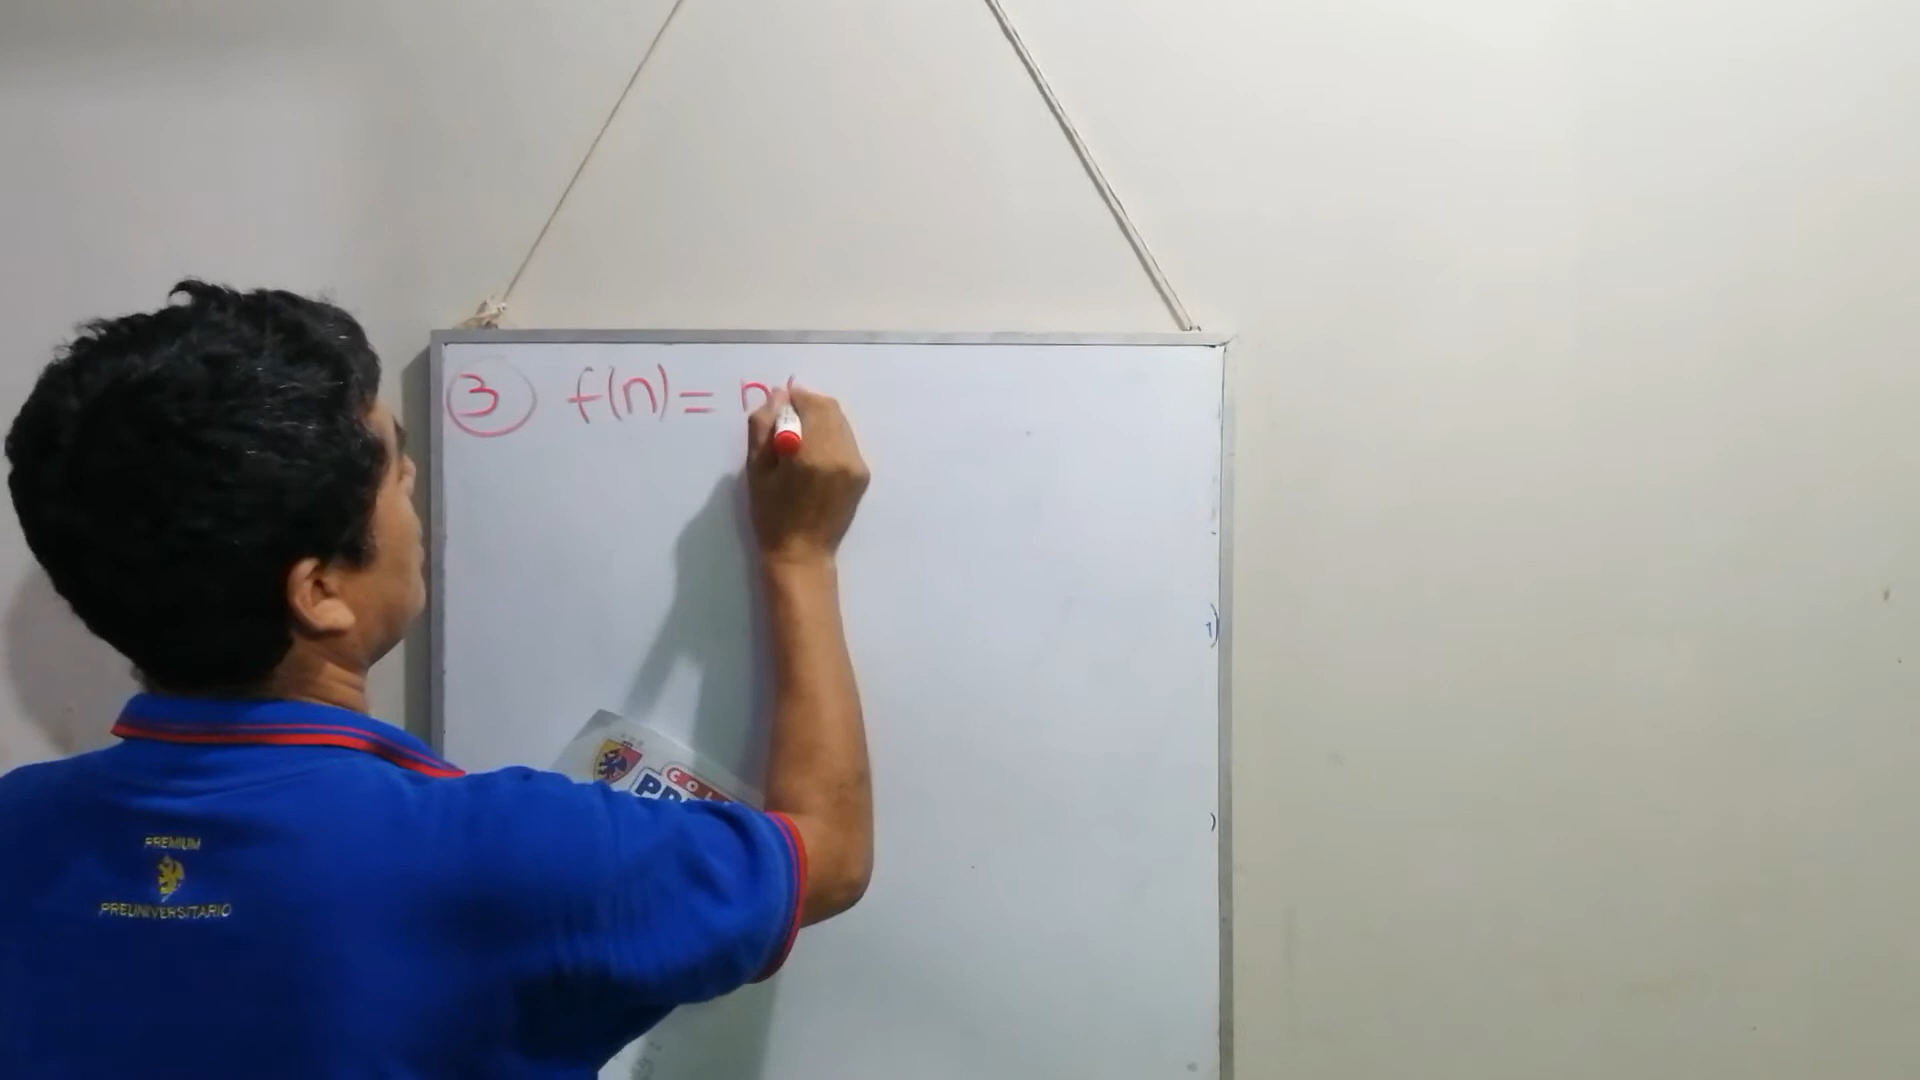 ③ f(n) = n
PREMIUM
PREUNIVERSITARIO